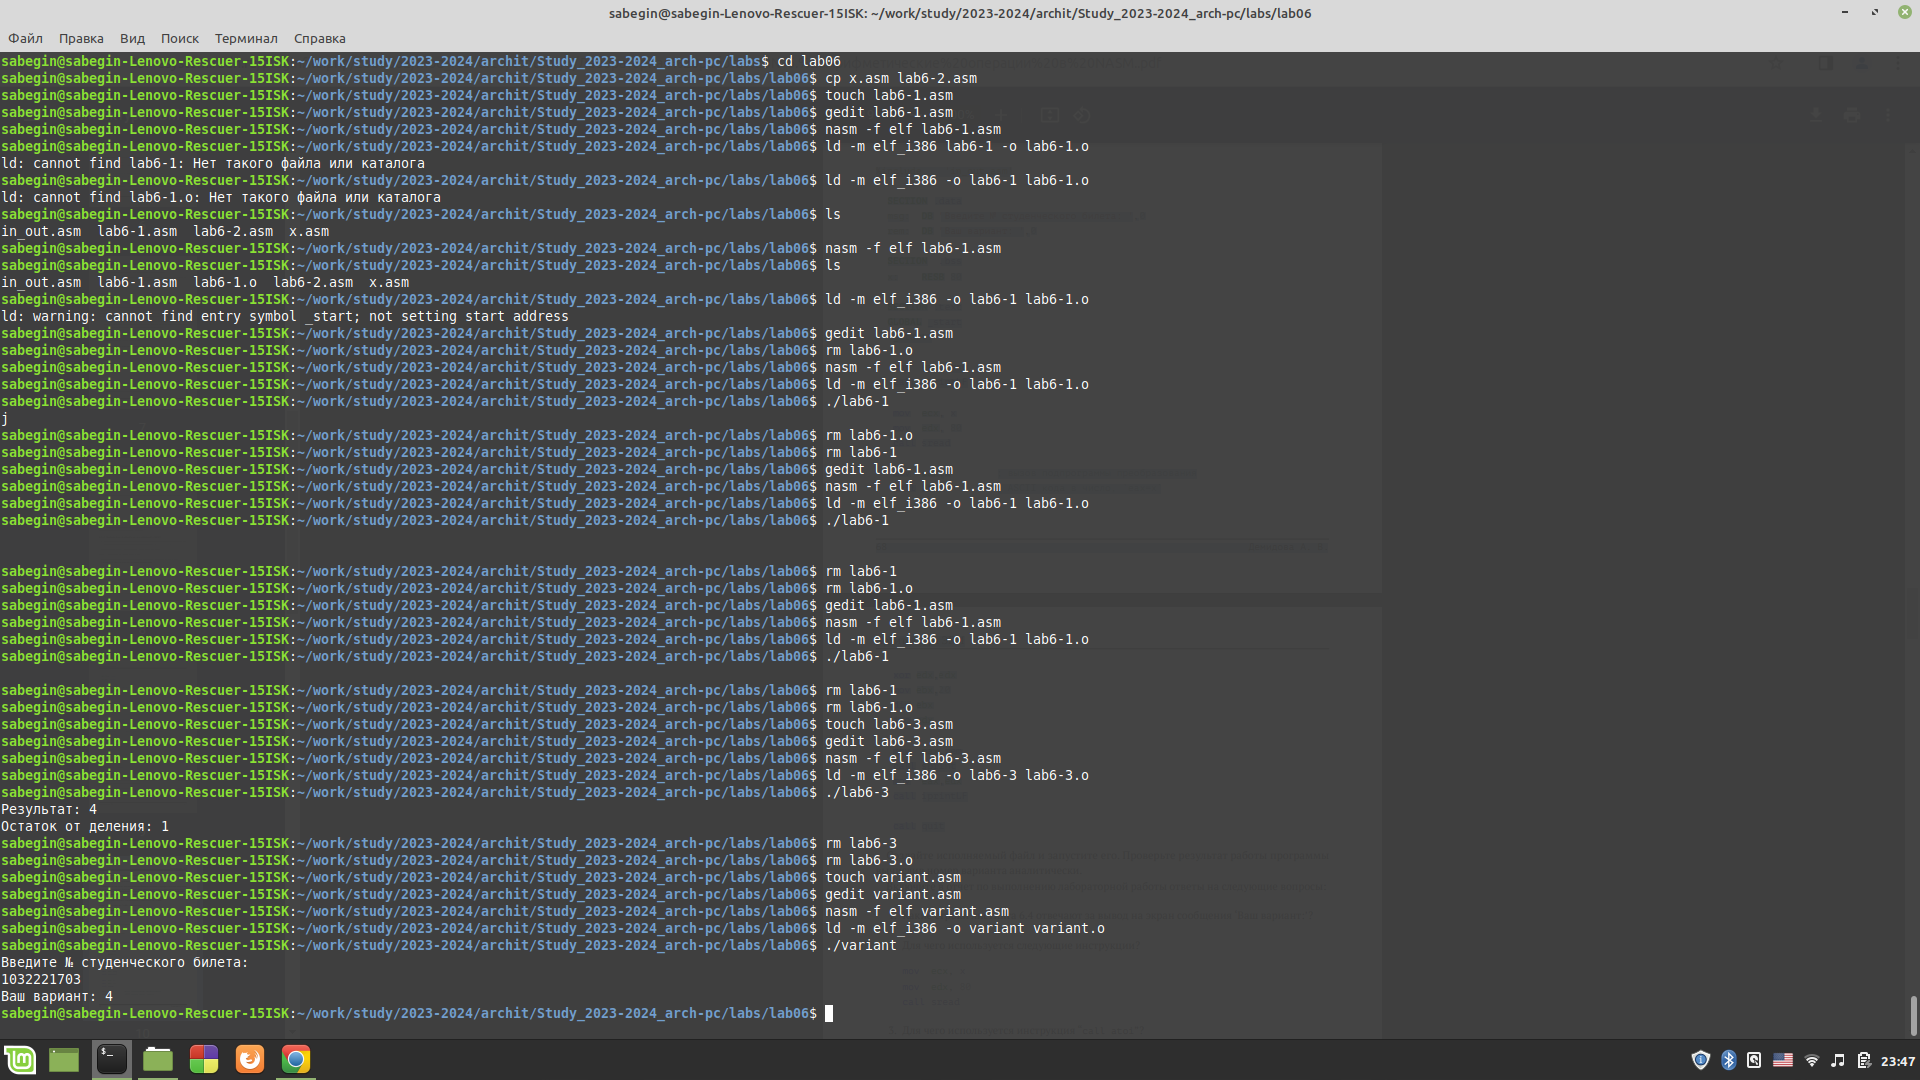 sabegin@sabegin-Lenovo-Rescuer-15ISK: ~/work/study/2023-2024/archit/Study_2023-2024_arch-pc/labs/lab06
Файл Правка Вид Поиск Терминал Справка
sabegin@sabegin-Lenovo-Rescuer-15ISK:~/work/study/2023-2024/archit/Study_2023-2024_arch-pc/labs$ cd lab06
sabegin@sabegin-Lenovo-Rescuer-15ISK:~/work/study/2023-2024/archit/Study_2023-2024_arch-pc/labs/lab06$ cp x.asm lab6-2.asm
sabegin@sabegin-Lenovo-Rescuer-15ISK:~/work/study/2023-2024/archit/Study_2023-2024_arch-pc/labs/lab06$ touch lab6-1.asm
sabegin@sabegin-Lenovo-Rescuer-15ISK:~/work/study/2023-2024/archit/Study_2023-2024_arch-pc/labs/lab06$ gedit lab6-1.asm
sabegin@sabegin-Lenovo-Rescuer-15ISK:~/work/study/2023-2024/archit/Study_2023-2024_arch-pc/labs/lab06$ nasm -f elf lab6-1.asm
sabegin@sabegin-Lenovo-Rescuer-15ISK:~/work/study/2023-2024/archit/Study_2023-2024_arch-pc/labs/lab06$ ld -m elf_i386 lab6-1 -o lab6-1.o
ld: cannot find lab6-1: Нет такого файла или каталога
sabegin@sabegin-Lenovo-Rescuer-15ISK:~/work/study/2023-2024/archit/Study_2023-2024_arch-pc/labs/lab06$ ld -m elf_i386 -o lab6-1 lab6-1.o
ld: cannot find lab6-1.o: Нет такого файла или каталога
sabegin@sabegin-Lenovo-Rescuer-15ISK:~/work/study/2023-2024/archit/Study_2023-2024_arch-pc/labs/lab06$ ls
in_out.asm  lab6-1.asm  lab6-2.asm  x.asm
sabegin@sabegin-Lenovo-Rescuer-15ISK:~/work/study/2023-2024/archit/Study_2023-2024_arch-pc/labs/lab06$ nasm -f elf lab6-1.asm
sabegin@sabegin-Lenovo-Rescuer-15ISK:~/work/study/2023-2024/archit/Study_2023-2024_arch-pc/labs/lab06$ ls
in_out.asm  lab6-1.asm  lab6-1.o  lab6-2.asm  x.asm
sabegin@sabegin-Lenovo-Rescuer-15ISK:~/work/study/2023-2024/archit/Study_2023-2024_arch-pc/labs/lab06$ ld -m elf_i386 -o lab6-1 lab6-1.o
ld: warning: cannot find entry symbol _start; not setting start address
sabegin@sabegin-Lenovo-Rescuer-15ISK:~/work/study/2023-2024/archit/Study_2023-2024_arch-pc/labs/lab06$ gedit lab6-1.asm
sabegin@sabegin-Lenovo-Rescuer-15ISK:~/work/study/2023-2024/archit/Study_2023-2024_arch-pc/labs/lab06$ rm lab6-1.o
sabegin@sabegin-Lenovo-Rescuer-15ISK:~/work/study/2023-2024/archit/Study_2023-2024_arch-pc/labs/lab06$ nasm -f elf lab6-1.asm
sabegin@sabegin-Lenovo-Rescuer-15ISK:~/work/study/2023-2024/archit/Study_2023-2024_arch-pc/labs/lab06$ ld -m elf_i386 -o lab6-1 lab6-1.o
sabegin@sabegin-Lenovo-Rescuer-15ISK:~/work/study/2023-2024/archit/Study_2023-2024_arch-pc/labs/lab06$ ./lab6-1
j
sabegin@sabegin-Lenovo-Rescuer-15ISK:~/work/study/2023-2024/archit/Study_2023-2024_arch-pc/labs/lab06$ rm lab6-1.o
sabegin@sabegin-Lenovo-Rescuer-15ISK:~/work/study/2023-2024/archit/Study_2023-2024_arch-pc/labs/lab06$ rm lab6-1
sabegin@sabegin-Lenovo-Rescuer-15ISK:~/work/study/2023-2024/archit/Study_2023-2024_arch-pc/labs/lab06$ gedit lab6-1.asm
sabegin@sabegin-Lenovo-Rescuer-15ISK:~/work/study/2023-2024/archit/Study_2023-2024_arch-pc/labs/lab06$ nasm -f elf lab6-1.asm
sabegin@sabegin-Lenovo-Rescuer-15ISK:~/work/study/2023-2024/archit/Study_2023-2024_arch-pc/labs/lab06$ ld -m elf_i386 -o lab6-1 lab6-1.o
sabegin@sabegin-Lenovo-Rescuer-15ISK:~/work/study/2023-2024/archit/Study_2023-2024_arch-pc/labs/lab06$ ./lab6-1
sabegin@sabegin-Lenovo-Rescuer-15ISK:~/work/study/2023-2024/archit/Study_2023-2024_arch-pc/labs/lab06$ rm lab6-1
sabegin@sabegin-Lenovo-Rescuer-15ISK:~/work/study/2023-2024/archit/Study_2023-2024_arch-pc/labs/lab06$ rm lab6-1.o
sabegin@sabegin-Lenovo-Rescuer-15ISK:~/work/study/2023-2024/archit/Study_2023-2024_arch-pc/labs/lab06$ gedit lab6-1.asm
sabegin@sabegin-Lenovo-Rescuer-15ISK:~/work/study/2023-2024/archit/Study_2023-2024_arch-pc/labs/lab06$ nasm -f elf lab6-1.asm
sabegin@sabegin-Lenovo-Rescuer-15ISK:~/work/study/2023-2024/archit/Study_2023-2024_arch-pc/labs/lab06$ ld -m elf_i386 -o lab6-1 lab6-1.o
sabegin@sabegin-Lenovo-Rescuer-15ISK:~/work/study/2023-2024/archit/Study_2023-2024_arch-pc/labs/lab06$ ./lab6-1
sabegin@sabegin-Lenovo-Rescuer-15ISK:~/work/study/2023-2024/archit/Study_2023-2024_arch-pc/labs/lab06$ rm lab6-1
sabegin@sabegin-Lenovo-Rescuer-15ISK:~/work/study/2023-2024/archit/Study_2023-2024_arch-pc/labs/lab06$ rm lab6-1.o
sabegin@sabegin-Lenovo-Rescuer-15ISK:~/work/study/2023-2024/archit/Study_2023-2024_arch-pc/labs/lab06$ touch lab6-3.asm
sabegin@sabegin-Lenovo-Rescuer-15ISK:~/work/study/2023-2024/archit/Study_2023-2024_arch-pc/labs/lab06$ gedit lab6-3.asm
sabegin@sabegin-Lenovo-Rescuer-15ISK:~/work/study/2023-2024/archit/Study_2023-2024_arch-pc/labs/lab06$ nasm -f elf lab6-3.asm
sabegin@sabegin-Lenovo-Rescuer-15ISK:~/work/study/2023-2024/archit/Study_2023-2024_arch-pc/labs/lab06$ ld -m elf_i386 -o lab6-3 lab6-3.o
sabegin@sabegin-Lenovo-Rescuer-15ISK:~/work/study/2023-2024/archit/Study_2023-2024_arch-pc/labs/lab06$ ./lab6-3
Результат: 4
Остаток от деления: 1
sabegin@sabegin-Lenovo-Rescuer-15ISK:~/work/study/2023-2024/archit/Study_2023-2024_arch-pc/labs/lab06$ rm lab6-3
sabegin@sabegin-Lenovo-Rescuer-15ISK:~/work/study/2023-2024/archit/Study_2023-2024_arch-pc/labs/lab06$ rm lab6-3.o
sabegin@sabegin-Lenovo-Rescuer-15ISK:~/work/study/2023-2024/archit/Study_2023-2024_arch-pc/labs/lab06$ touch variant.asm
sabegin@sabegin-Lenovo-Rescuer-15ISK:~/work/study/2023-2024/archit/Study_2023-2024_arch-pc/labs/lab06$ gedit variant.asm
sabegin@sabegin-Lenovo-Rescuer-15ISK:~/work/study/2023-2024/archit/Study_2023-2024_arch-pc/labs/lab06$ nasm -f elf variant.asm
sabegin@sabegin-Lenovo-Rescuer-15ISK:~/work/study/2023-2024/archit/Study_2023-2024_arch-pc/labs/lab06$ ld -m elf_i386 -o variant variant.o
sabegin@sabegin-Lenovo-Rescuer-15ISK:~/work/study/2023-2024/archit/Study_2023-2024_arch-pc/labs/lab06$ ./variant
Введите № студенческого билета:
1032221703
Ваш вариант: 4
sabegin@sabegin-Lenovo-Rescuer-15ISK:~/work/study/2023-2024/archit/Study_2023-2024_arch-pc/labs/lab06$
23:47